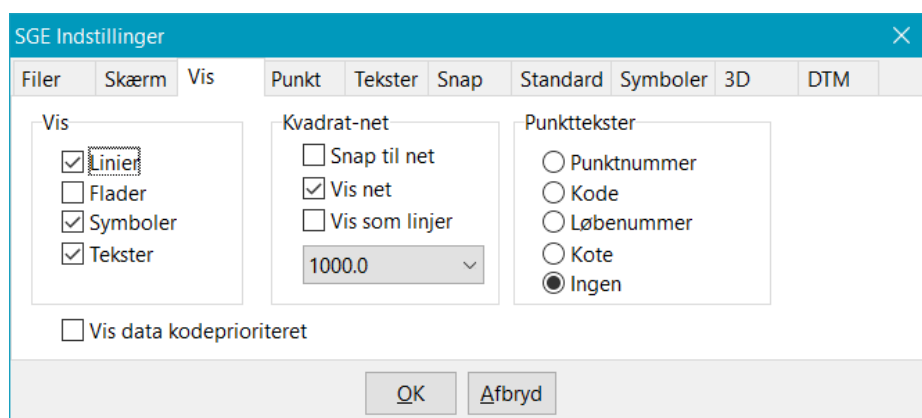 SGE Indstillinger
Filer Skærm Vis Punkt Tekster Snap Standard Symboler 3D DTM
Vis
Linier
Flader
Symboler
Tekster
Kvadrat-net
Snap til net
Vis net
Vis som linjer
1000.0
Punkttekster
Punktnummer
Kode
Løbenummer
Kote
Ingen
Vis data kodeprioriteret
OK Afbryd